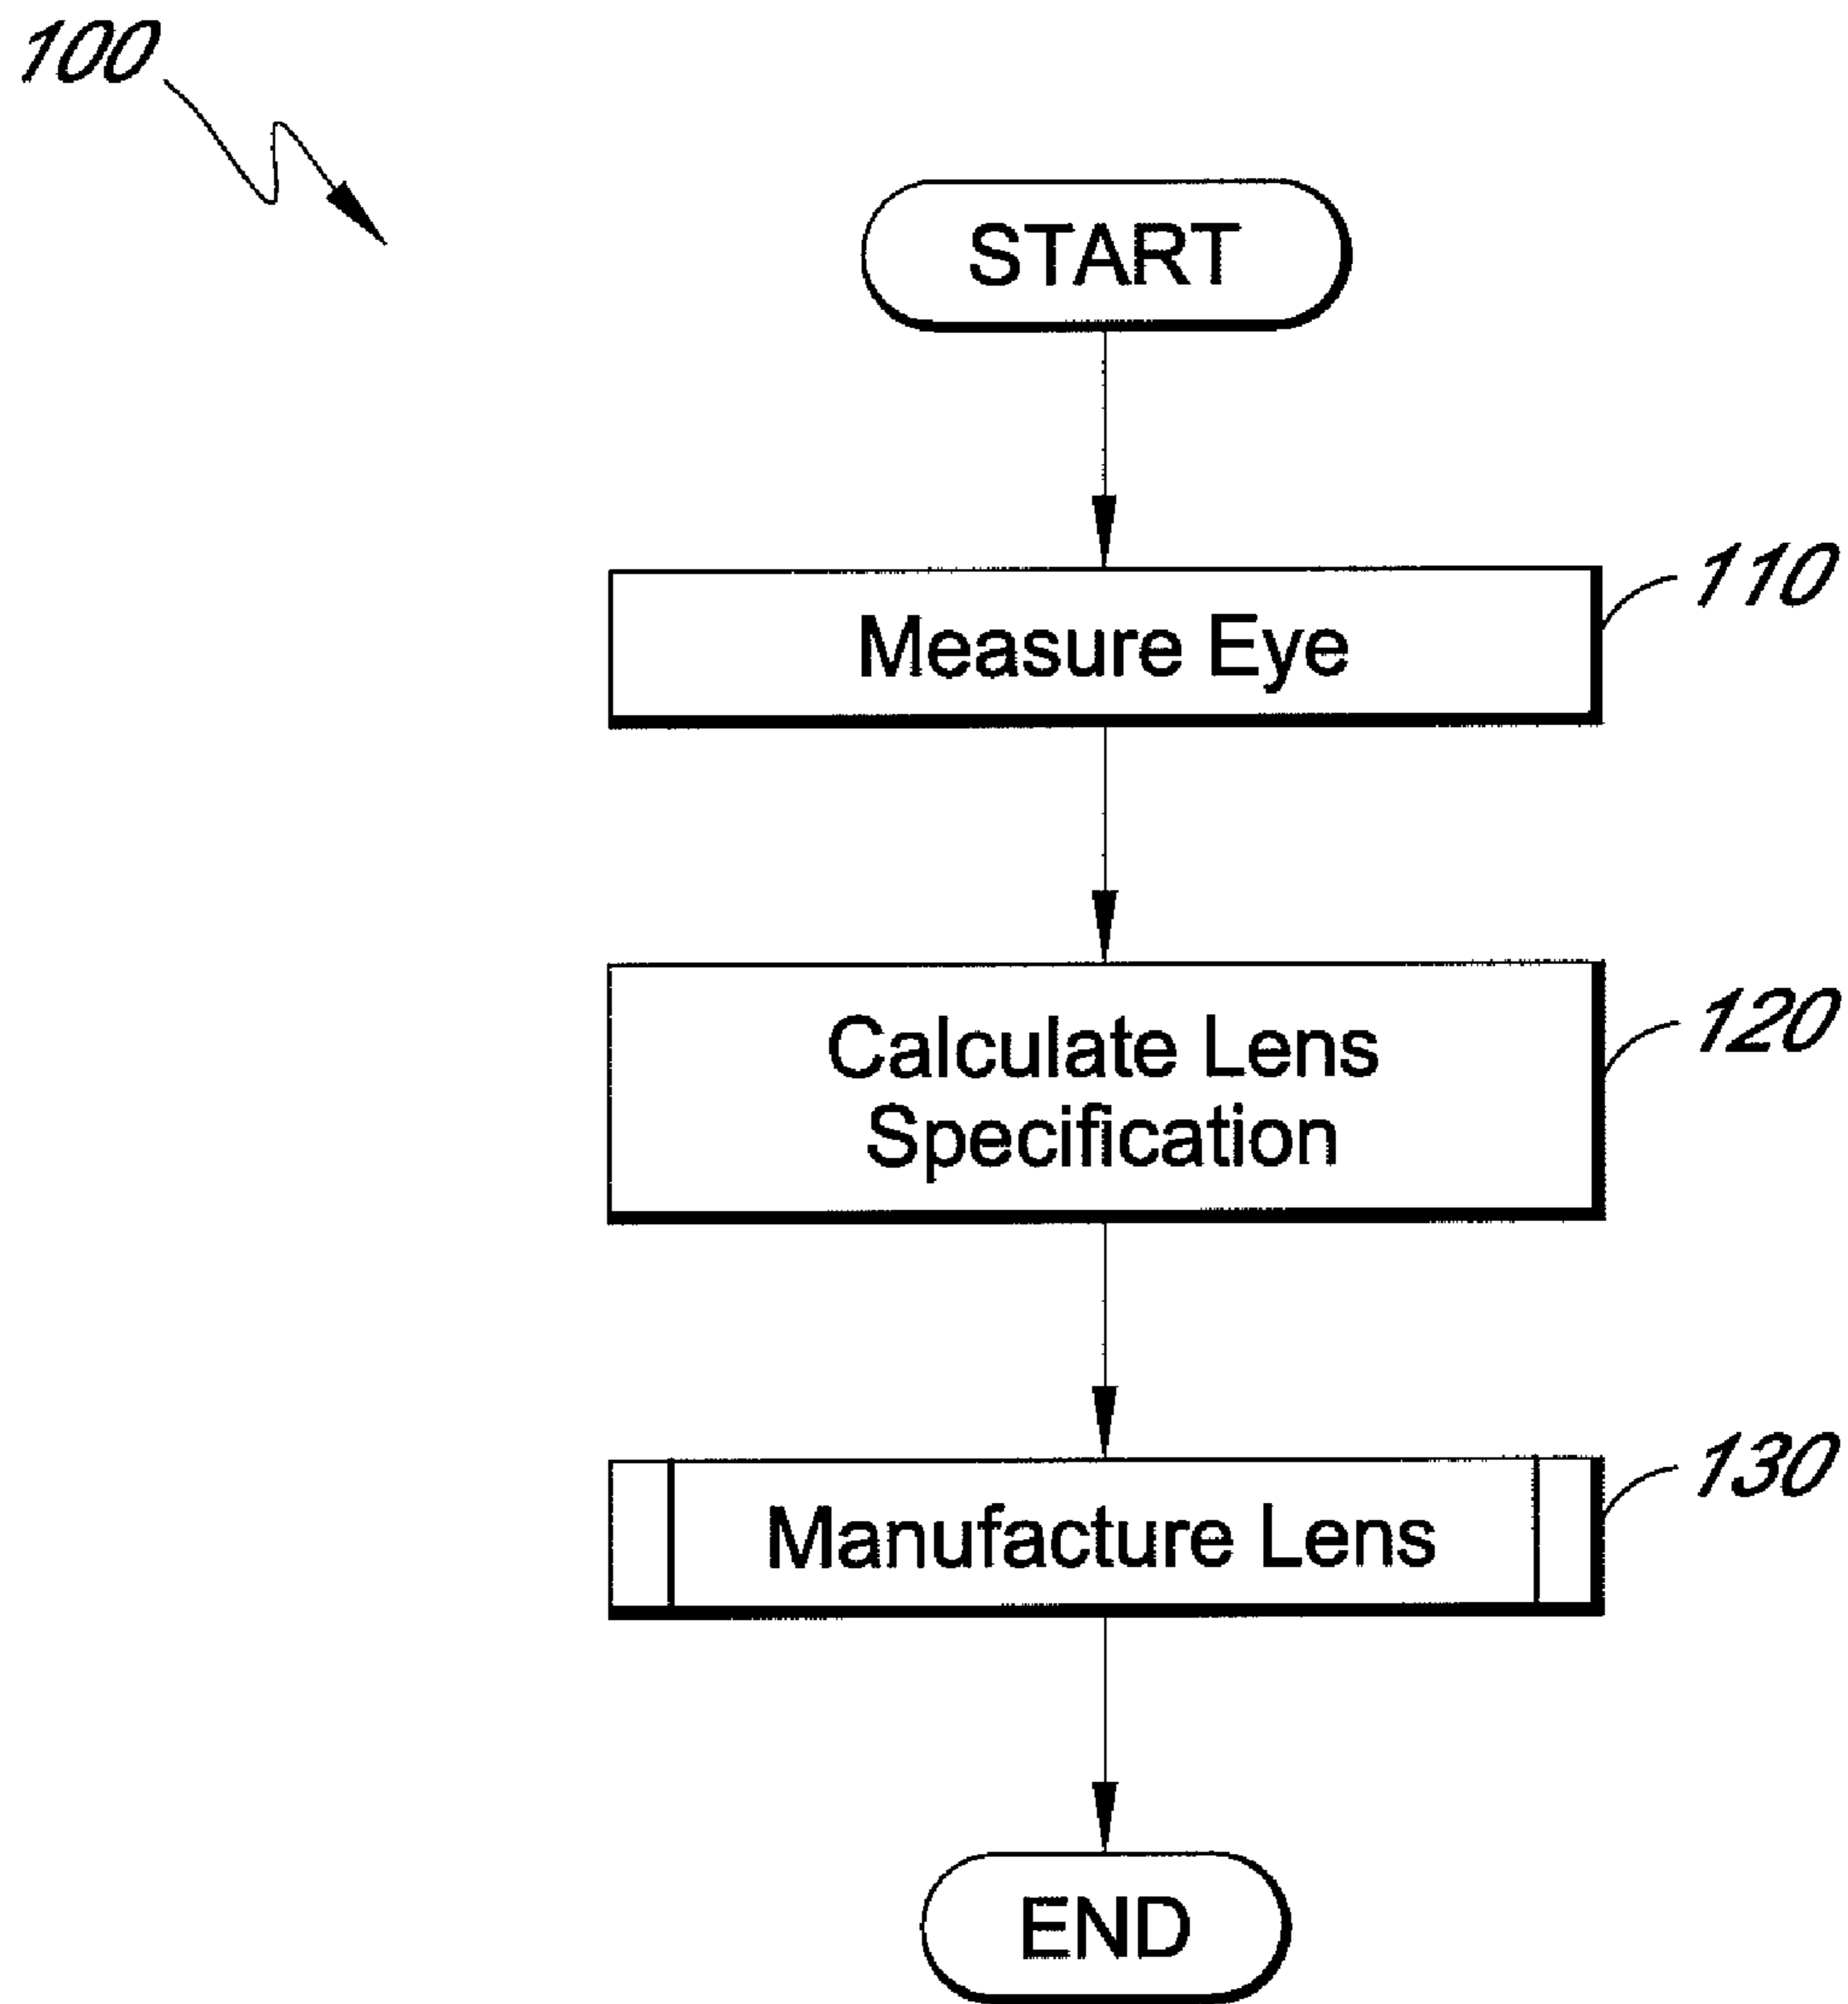 100
START
Measure Eye
110
Calculate Lens
Specification
120
Manufacture Lens
130
END